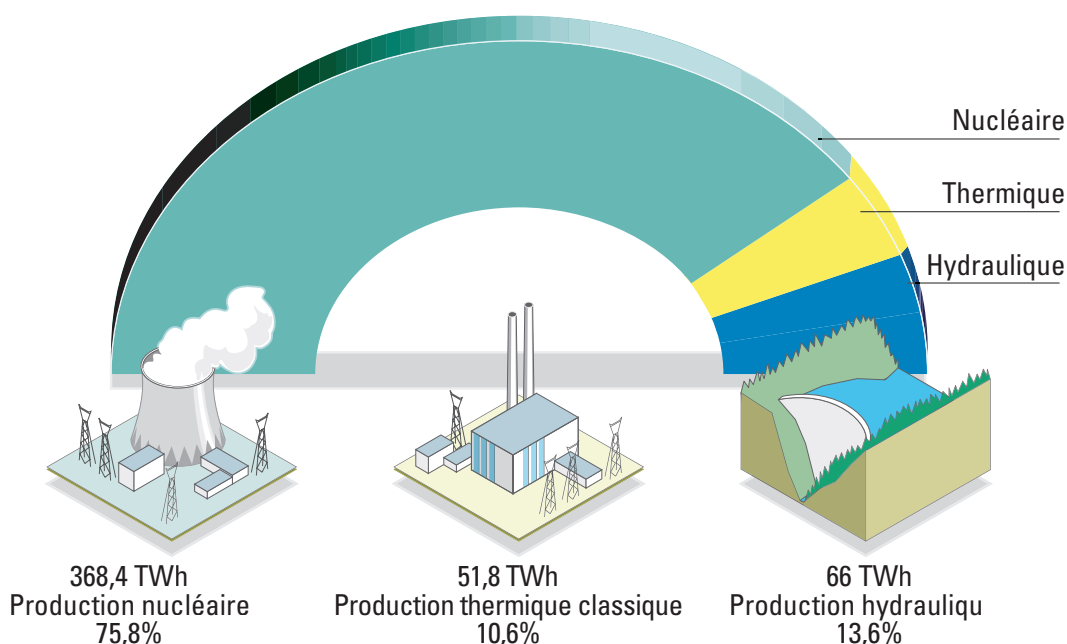 Nucléaire
Thermique
Hydraulique
368,4 TWh
Production nucléaire
75,8%
51,8 TWh
Production thermique classique
10,6%
66 TWh
Production hydrauliqu
13,6%